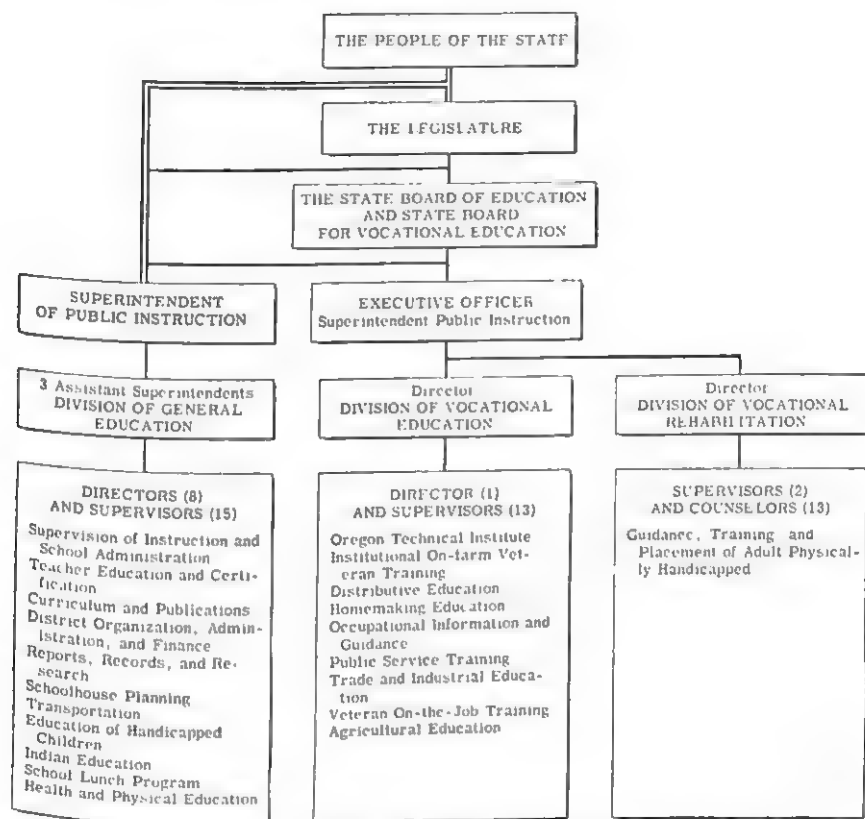 THE PEOPLE OF THE STATE
THE LEGISLATURE
THE STATE BOARD OF EDUCATION
AND STATE BOARD
FOR VOCATIONAL EDUCATION
SUPERINTENDENT
OF PUBLIC INSTRUCTION
EXECUTIVE OFFICER
Superintendent Public Instruction
3 Assistant Superintendents
DIVISION OF GENERAL
EDUCATION
Director
DIVISION OF VOCATIONAL
EDUCATION
Director
DIVISION OF VOCATIONAL
REHABILITATION
DIRECTORS (8)
AND SUPERVISORS (15)
Supervision of Instruction and
School Administration
Teacher Education and Certi-
fication
Curriculum and Publications
District Organization, Admin-
istration, and Finance
Reports, Records, and Re-
search
Schoolhouse Planning
Transportation
Education of Handicapped
Children
Indian Education
School Lunch Program
Health and Physical Education
DIRECTOR (1)
AND SUPERVISORS (13)
Oregon Technical Institute
Institutional On-farm Vet-
eran Training
Distributive Education
Homemaking Education
Occupational Information and
Guidance
Public Service Training
Trade and Industrial Educa-
tion
Veteran On-the-Job Training
Agricultural Education
SUPERVISORS (2)
AND COUNSELORS (13)
Guidance, Training and
Placement of Adult Physical-
ly Handicapped